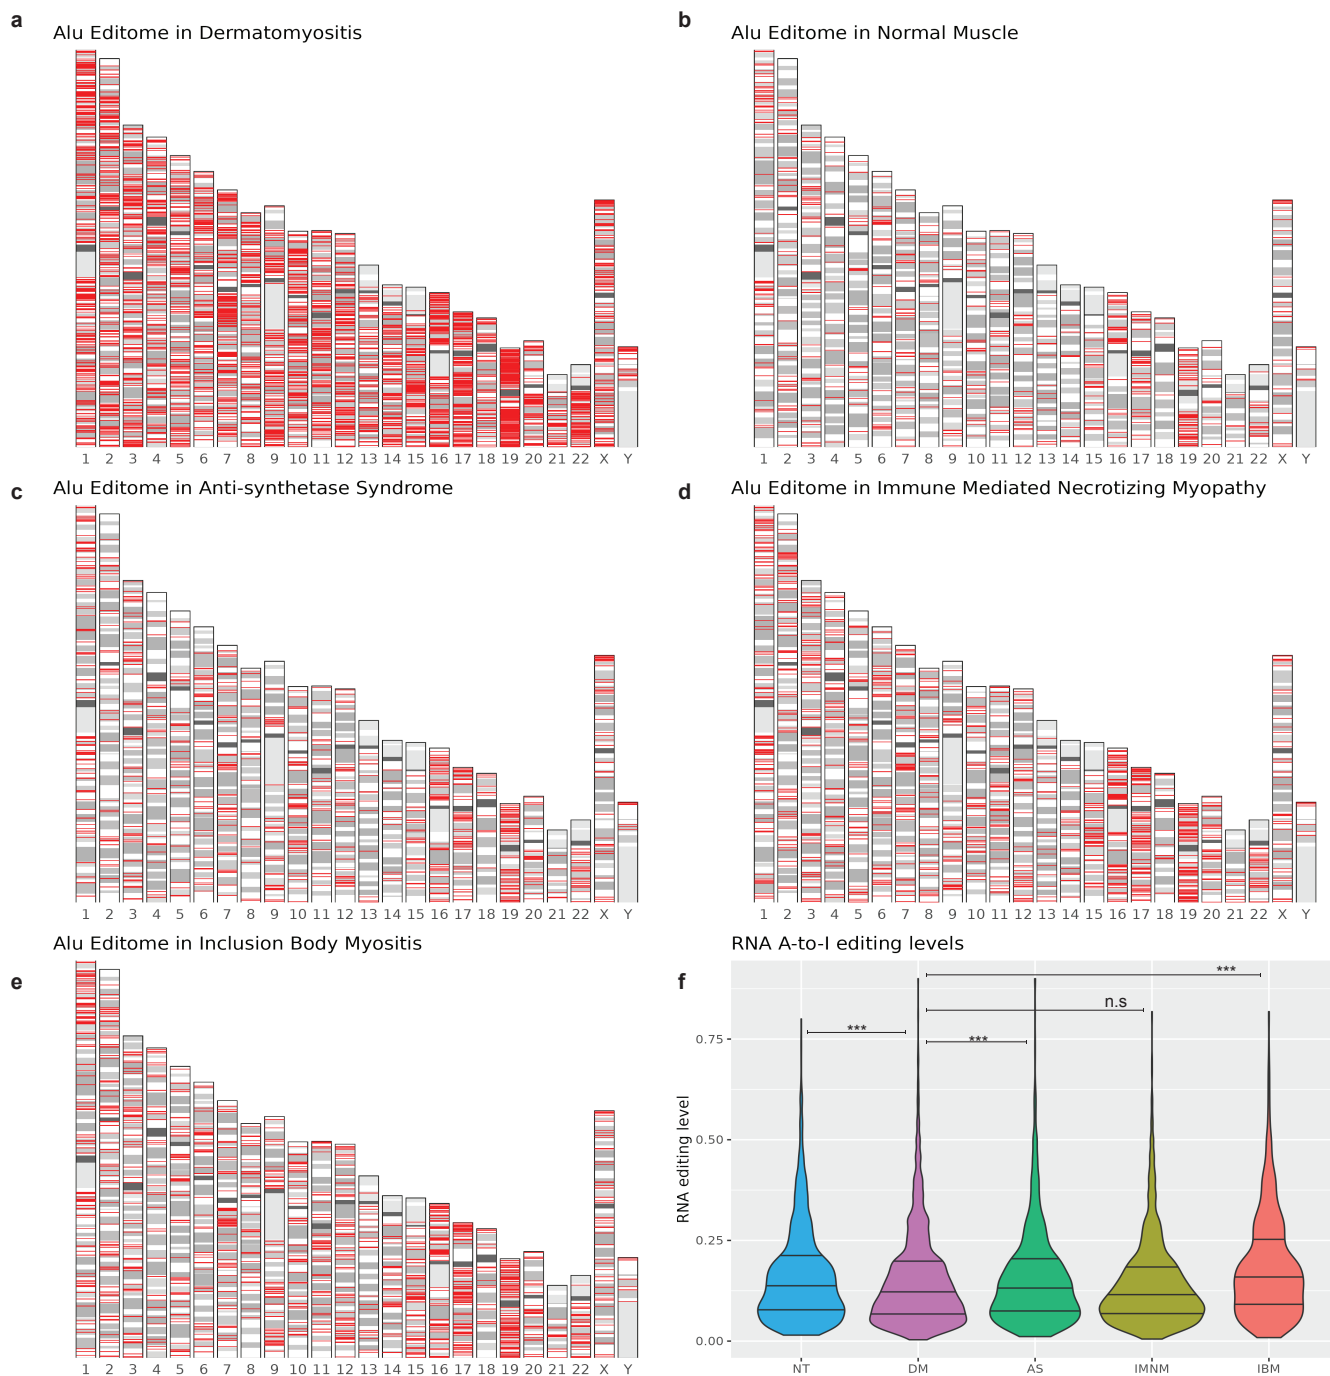 a
Alu Editome in Dermatomyositis
1 2 3 4 5 6 7 8 9 10 11 12 13 14 15 16 17 18 19 20 21 22 X Y
b
Alu Editome in Normal Muscle
1 2 3 4 5 6 7 8 9 10 11 12 13 14 15 16 17 18 19 20 21 22 X Y
c
Alu Editome in Anti-synthetase Syndrome
1 2 3 4 5 6 7 8 9 10 11 12 13 14 15 16 17 18 19 20 21 22 X Y
d
Alu Editome in Immune Mediated Necrotizing Myopathy
1 2 3 4 5 6 7 8 9 10 11 12 13 14 15 16 17 18 19 20 21 22 X Y
e
Alu Editome in Inclusion Body Myositis
1 2 3 4 5 6 7 8 9 10 11 12 13 14 15 16 17 18 19 20 21 22 X Y
f
RNA A-to-I editing levels
RNA editing level
0.75
0.50
0.25
0.00
***
n.s
***
***
NT DM AS IMNM IBM